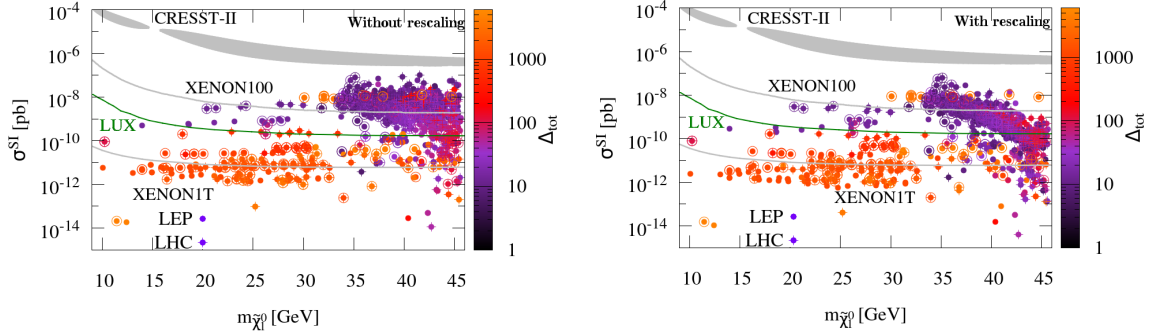 CRESST-II
Without rescaling
XENON100
LUX
XENON1T
LEP
LHC
σ^SI [pb]
10^-4
10^-6
10^-8
10^-10
10^-12
10^-14
10 15 20 25 30 35 40 45
m_χ̃⁰₁ [GeV]
1000
100
10
1
Δ_tot
CRESST-II
With rescaling
XENON100
LUX
XENON1T
LEP
LHC
σ^SI [pb]
10^-4
10^-6
10^-8
10^-10
10^-12
10^-14
10 15 20 25 30 35 40 45
m_χ̃⁰₁ [GeV]
1000
100
10
1
Δ_tot